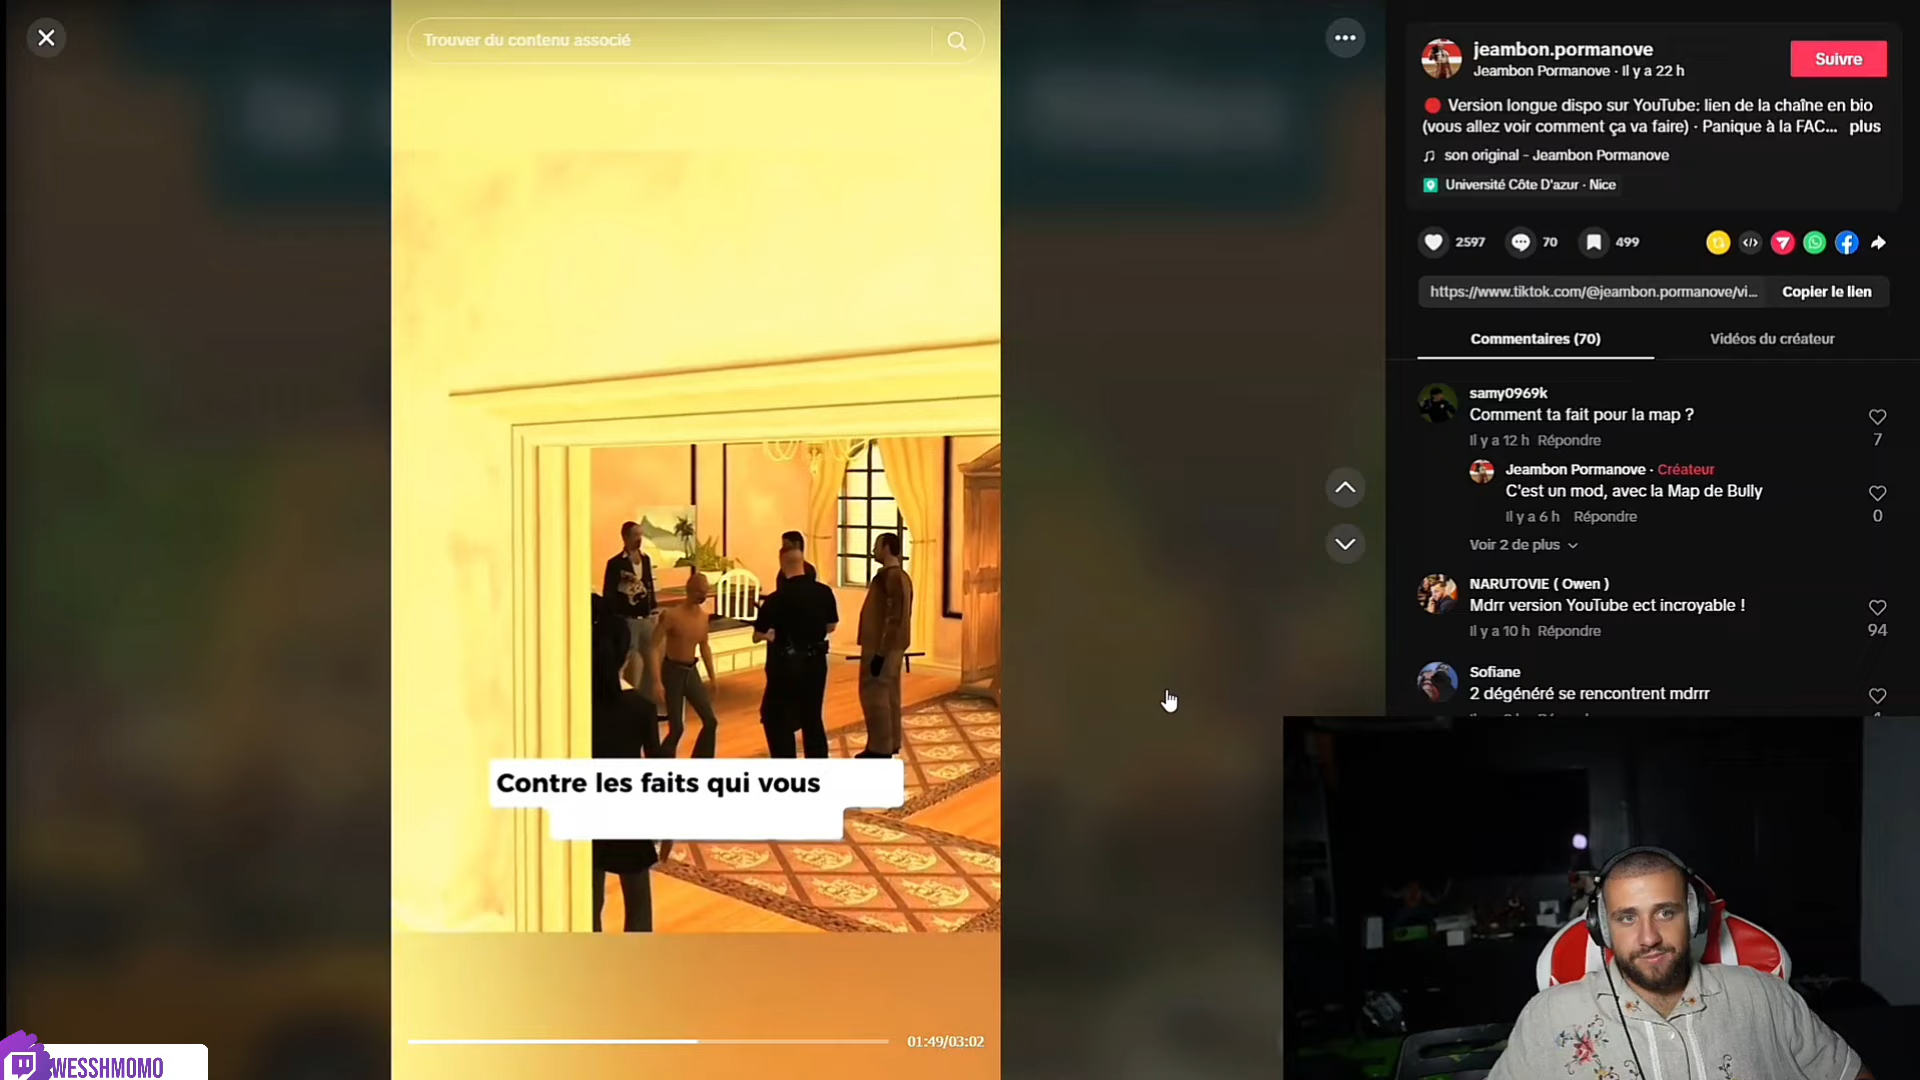 Trouver du contenu associé
Contre les faits qui vous
01:49/03:02
WESSHMOMO
jeambon.pormanove
Jeambon Pormanove · Il y a 22 h
Suivre
🔴 Version longue dispo sur YouTube: lien de la chaîne en bio
(vous allez voir comment ça va faire) · Panique à la FAC... plus
son original - Jeambon Pormanove
Université Côte D'azur · Nice
2597
70
499
https://www.tiktok.com/@jeambon.pormanove/vi...
Copier le lien
Commentaires (70)
Vidéos du créateur
samy0969k
Comment ta fait pour la map ?
Il y a 12 h Répondre
7
Jeambon Pormanove · Créateur
C'est un mod, avec la Map de Bully
Il y a 6 h Répondre
0
Voir 2 de plus
NARUTOVIE ( Owen )
Mdrr version YouTube ect incroyable !
Il y a 10 h Répondre
94
Sofiane
2 dégénéré se rencontrent mdrrr